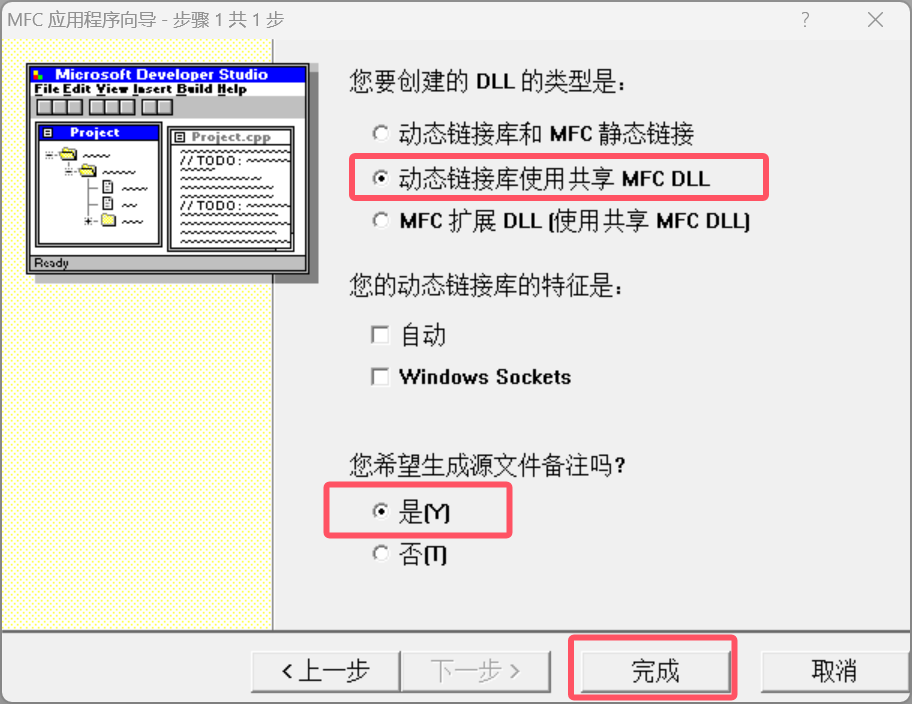 MFC 应用程序向导 - 步骤 1 共 1 步
?
Microsoft Developer Studio
File Edit View Insert Build Help
Project
Project.cpp
// TODO:
// TODO:
Ready
您要创建的 DLL 的类型是:
动态链接库和 MFC 静态链接
动态链接库使用共享 MFC DLL
MFC 扩展 DLL (使用共享 MFC DLL)
您的动态链接库的特征是:
自动
Windows Sockets
您希望生成源文件备注吗?
是(Y)
否(T)
<上一步
下一步>
完成
取消